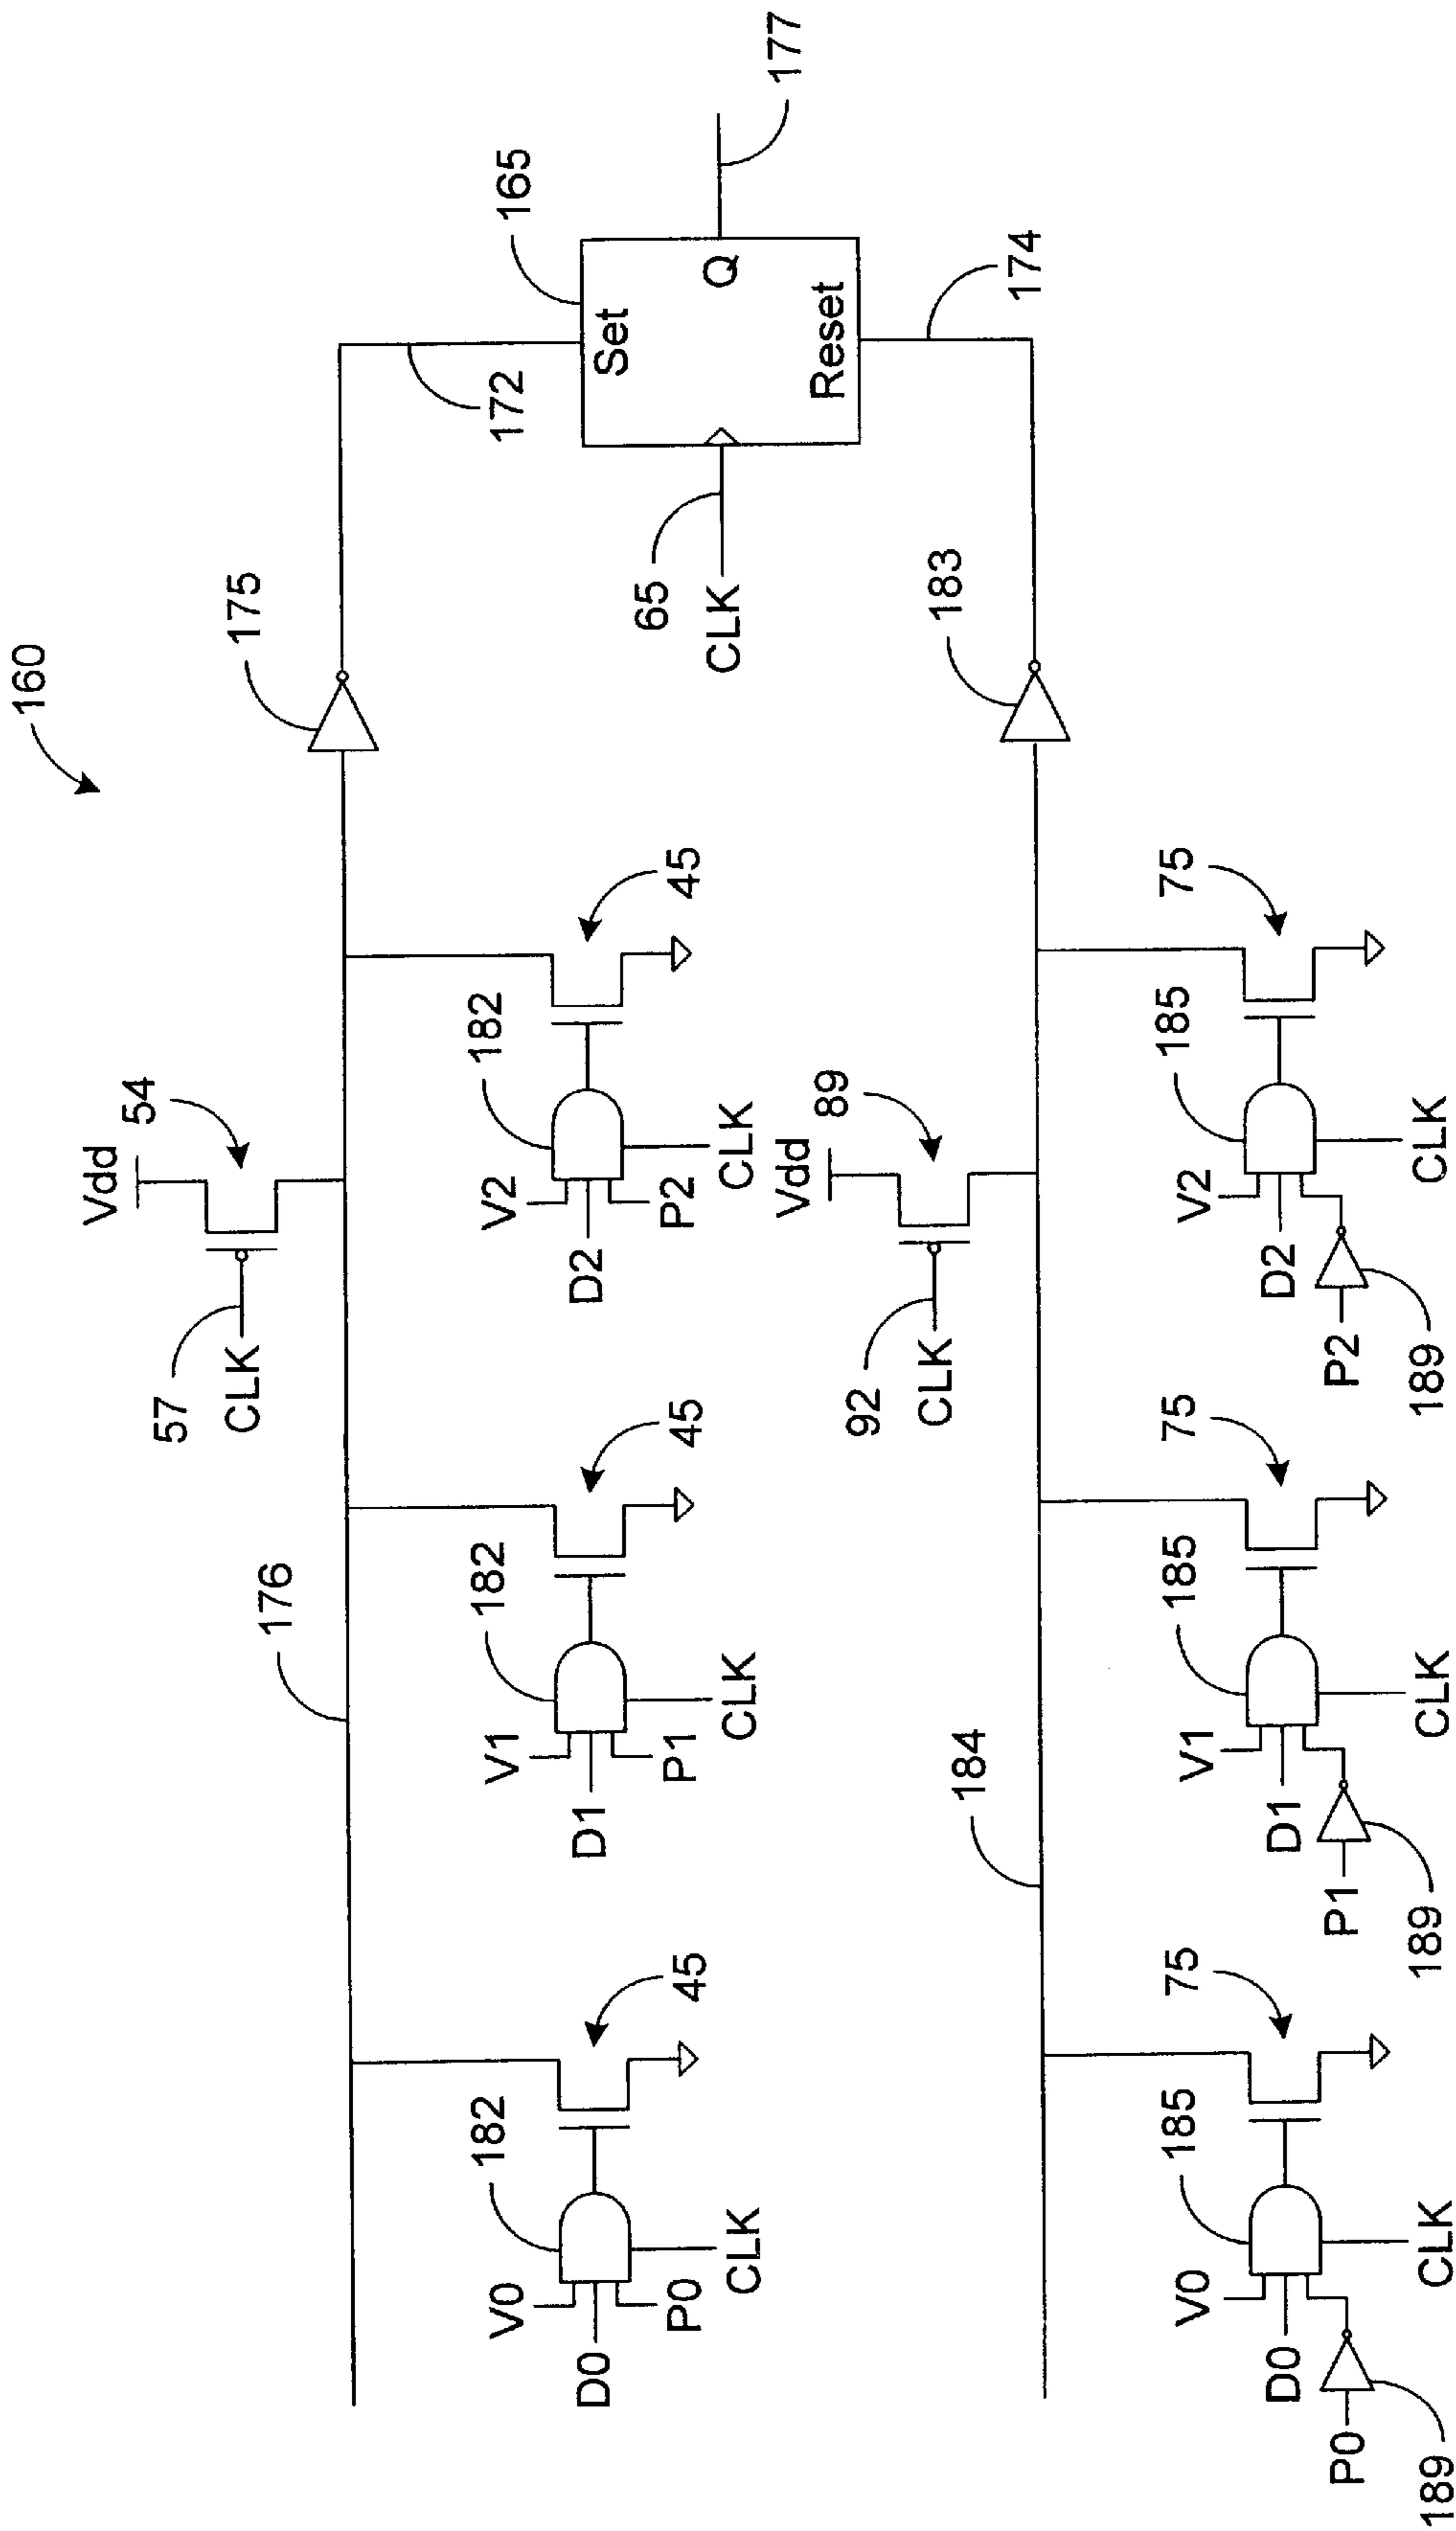 160
Vdd
54
57
CLK
175
176
172
Set
165
Q
177
Reset
65
CLK
174
182
V0
D0
P0
CLK
45
182
V1
D1
P1
CLK
45
182
V2
D2
P2
CLK
45
Vdd
89
92
CLK
183
184
185
V0
D0
P0
189
CLK
75
185
V1
D1
P1
189
CLK
75
185
V2
D2
P2
189
CLK
75